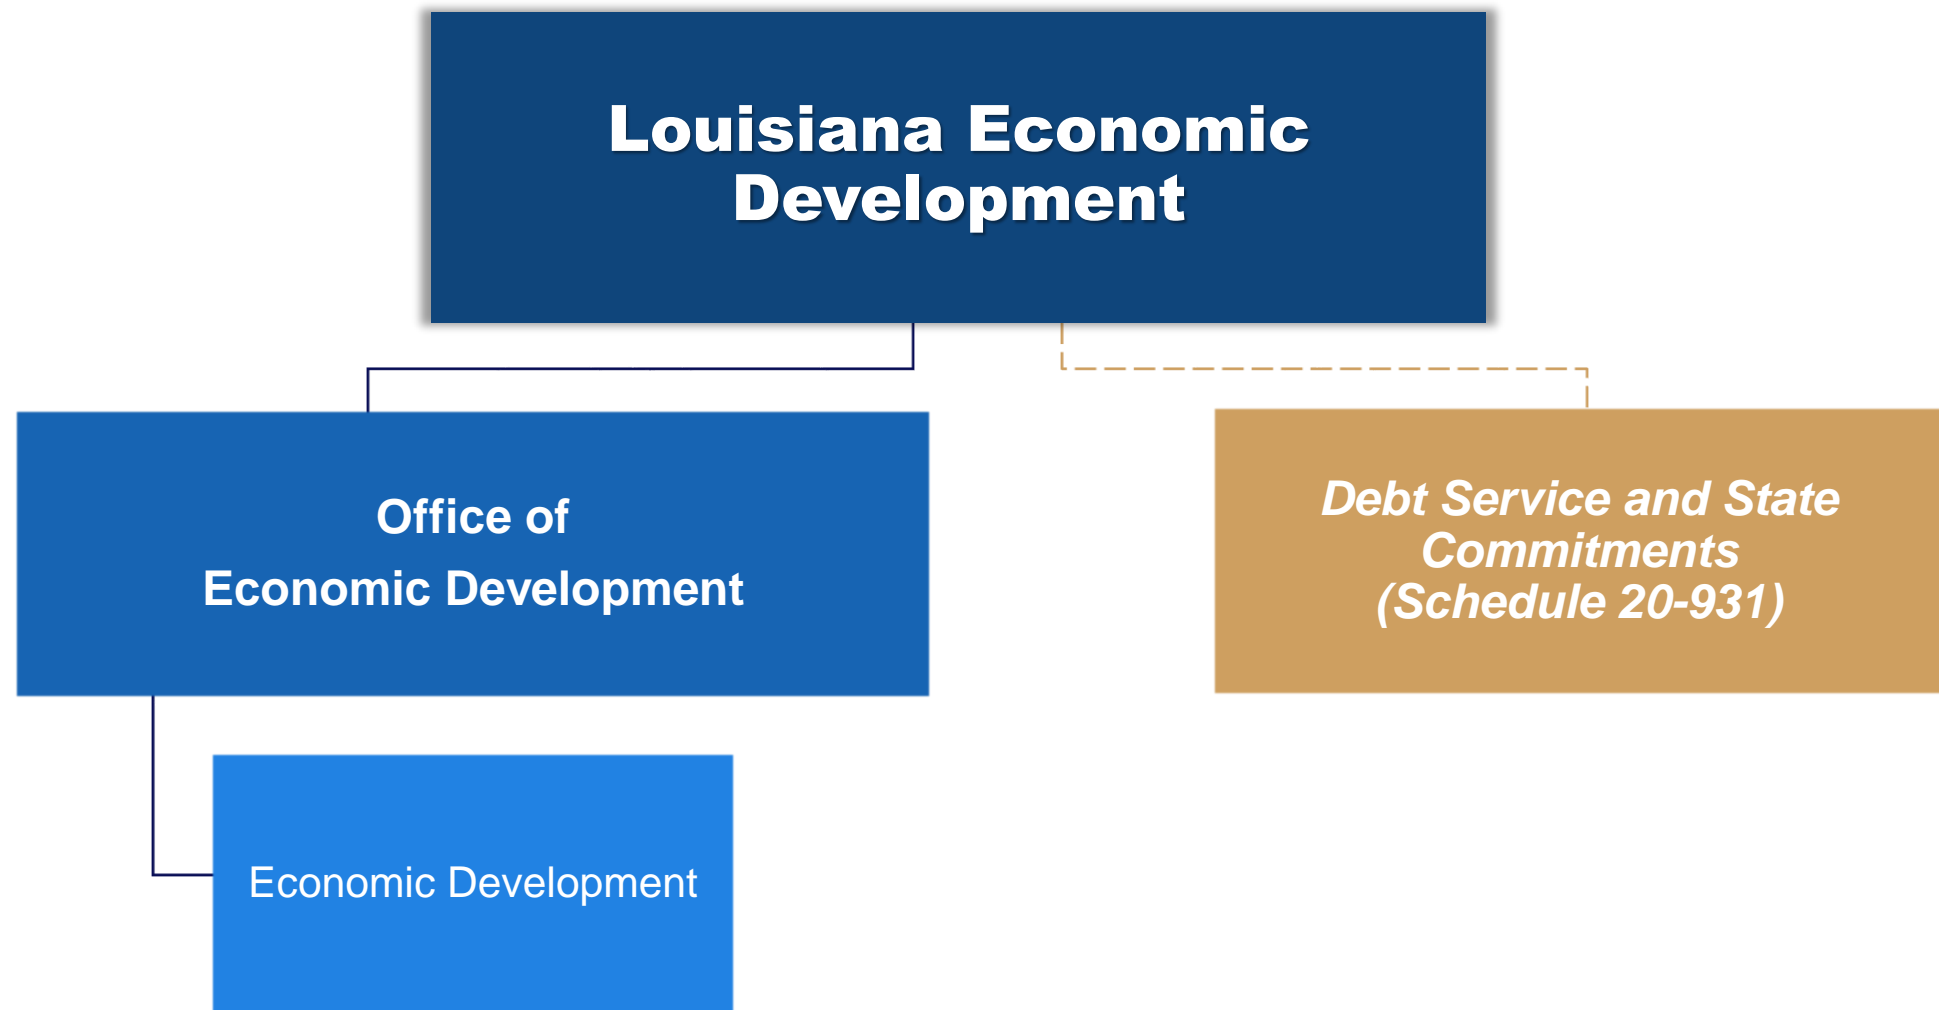 Louisiana Economic
Development
Office of
Economic Development
Debt Service and State
Commitments
(Schedule 20-931)
Economic Development